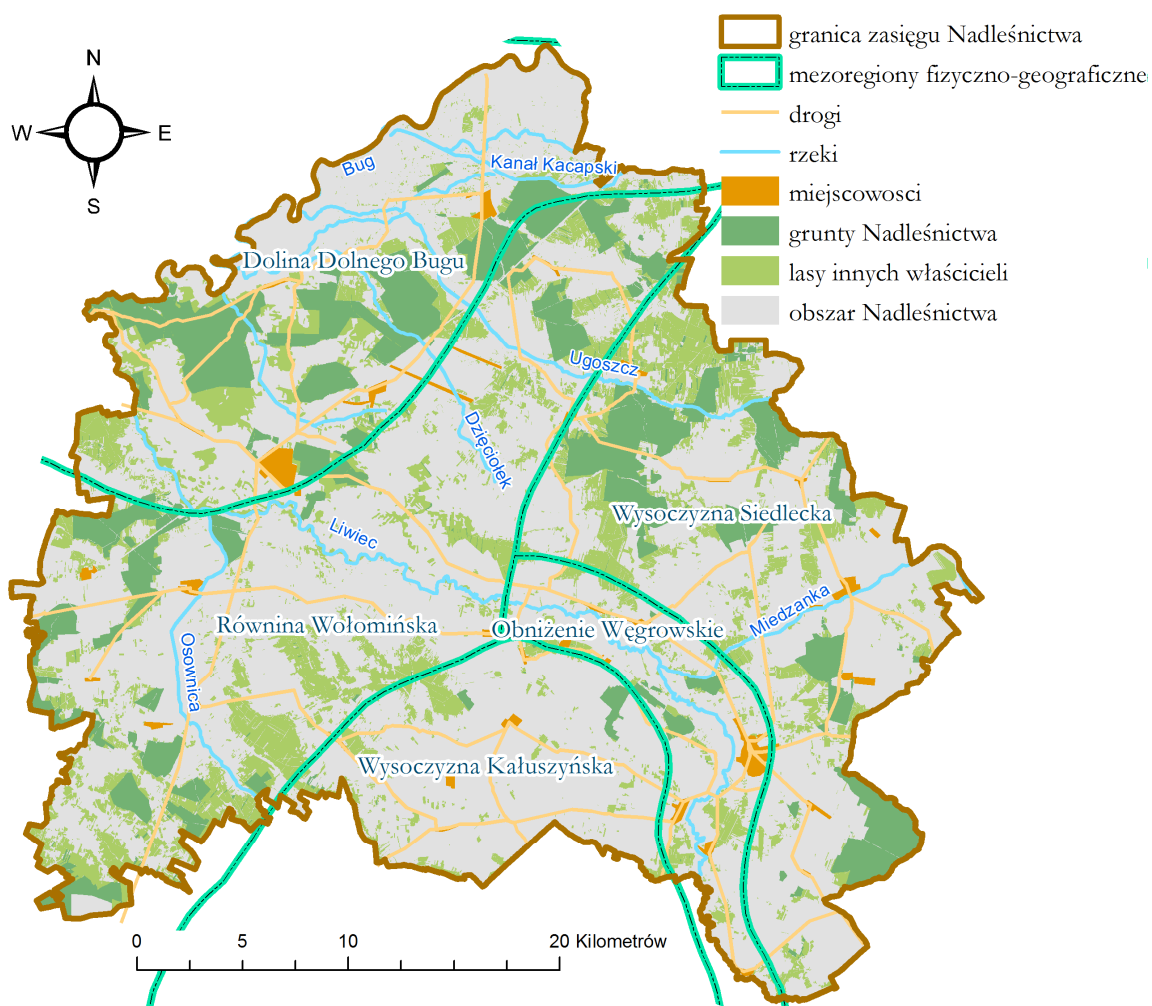 granica zasięgu Nadleśnictwa
mezoregiony fizyczno-geograficzne
drogi
rzeki
miejscowosci
grunty Nadleśnictwa
lasy innych właścicieli
obszar Nadleśnictwa
N
W
E
S
Bug
Kanał Kacapski
Dolina Dolnego Bugu
Ugoszcz
Dzięciołek
Wysoczyzna Siedlecka
Liwiec
Miedzanka
Równina Wołomińska
Obniżenie Węgrowskie
Osownica
Wysoczyzna Kałuszyńska
0 5 10 20 Kilometrów